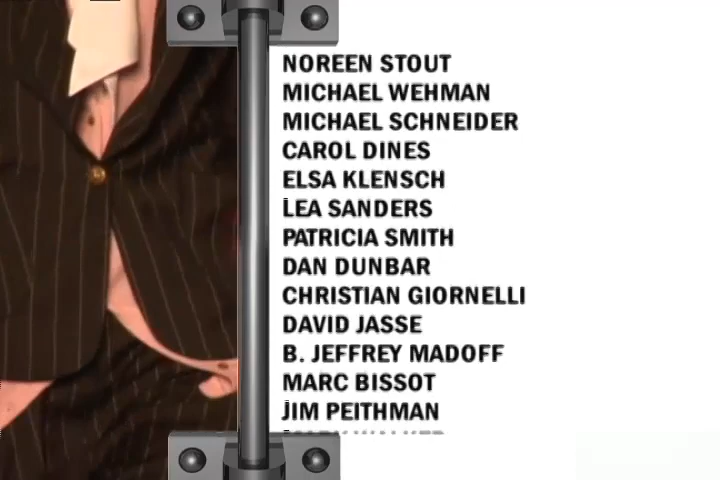 NOREEN STOUT
MICHAEL WEHMAN
MICHAEL SCHNEIDER
CAROL DINES
ELSA KLENSCH
LEA SANDERS
PATRICIA SMITH
DAN DUNBAR
CHRISTIAN GIORNELLI
DAVID JASSE
B. JEFFREY MADOFF
MARC BISSOT
JIM PEITHMAN